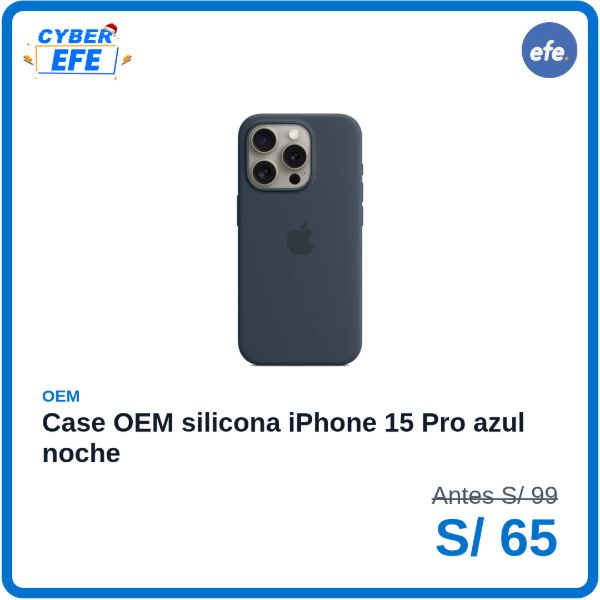 CYBER
EFE
efe.
OEM
Case OEM silicona iPhone 15 Pro azul
noche
Antes S/ 99
S/ 65